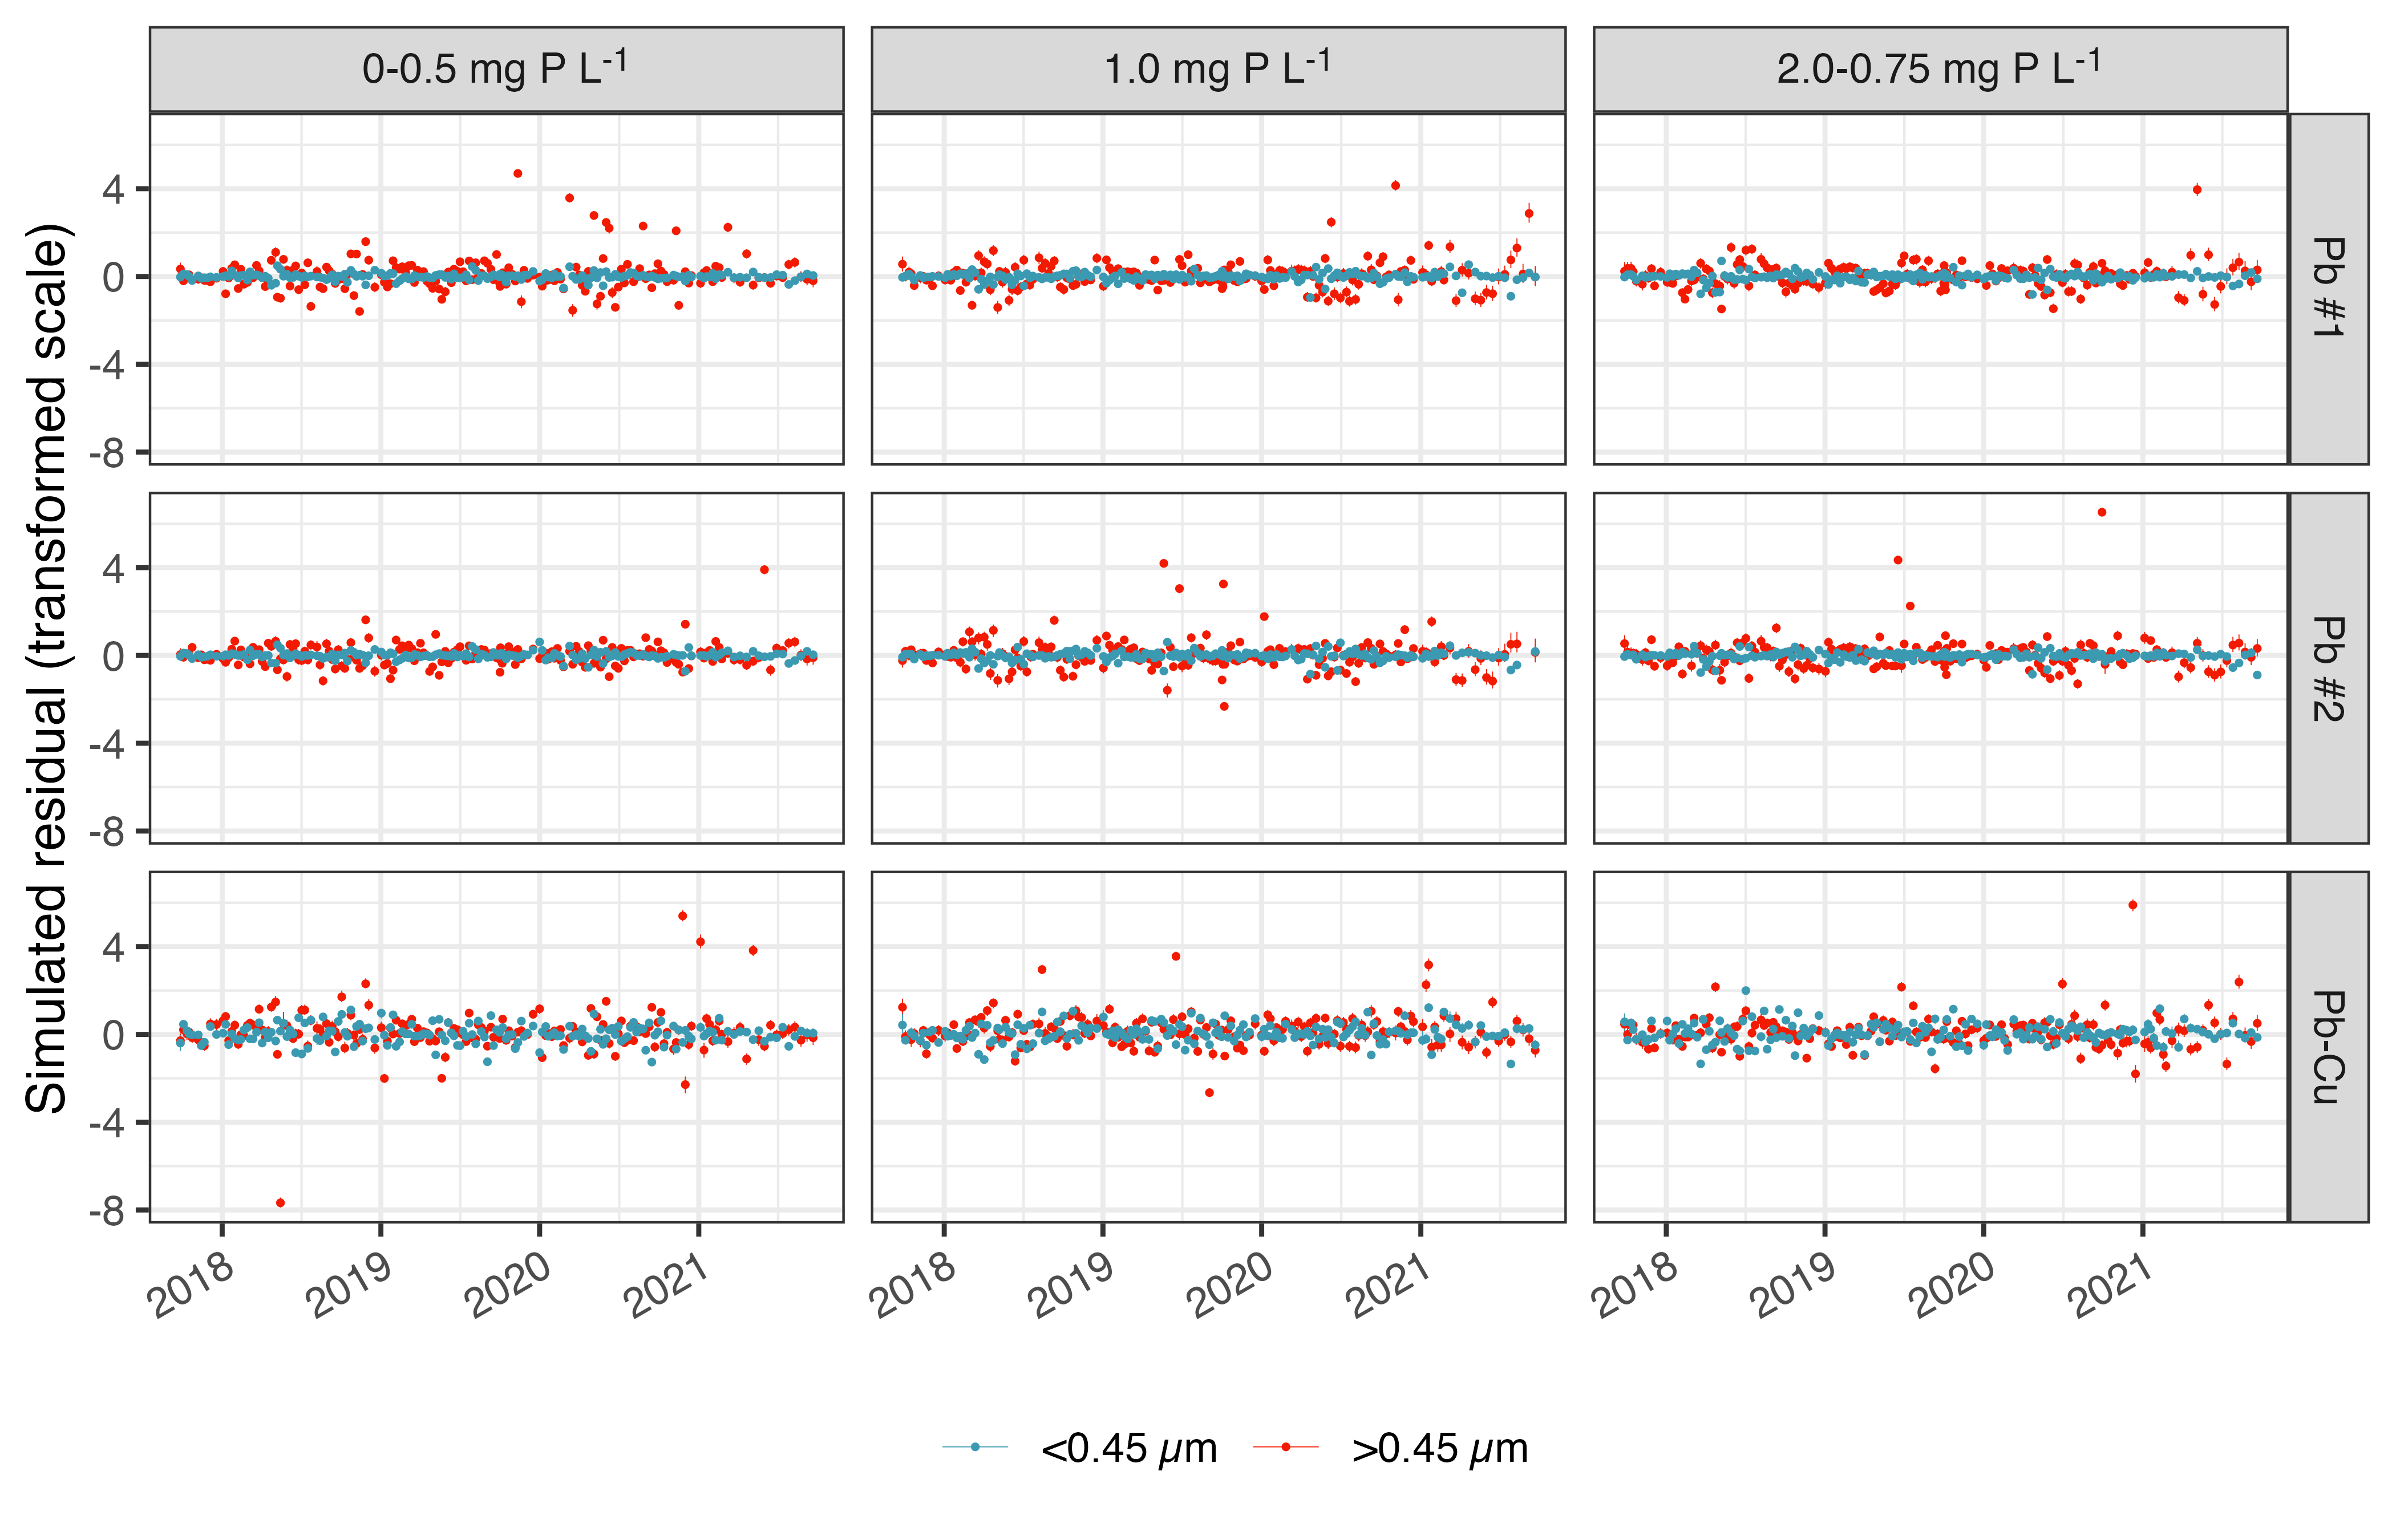 0-0.5 mg P L⁻¹
1.0 mg P L⁻¹
2.0-0.75 mg P L⁻¹
Simulated residual (transformed scale)
4
0
-4
-8
Pb #1
4
0
-4
-8
Pb #2
4
0
-4
-8
Pb-Cu
2018 2019 2020 2021
2018 2019 2020 2021
2018 2019 2020 2021
<0.45 µm >0.45 µm